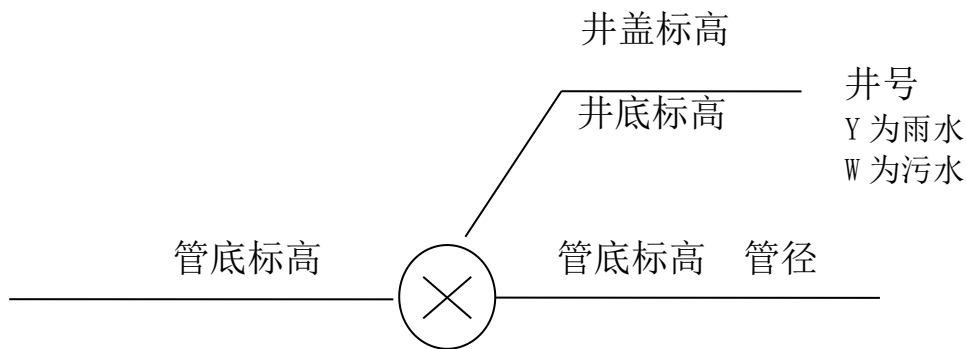 井盖标高
井底标高
井号
Y 为雨水
W 为污水
管底标高
管底标高 管径